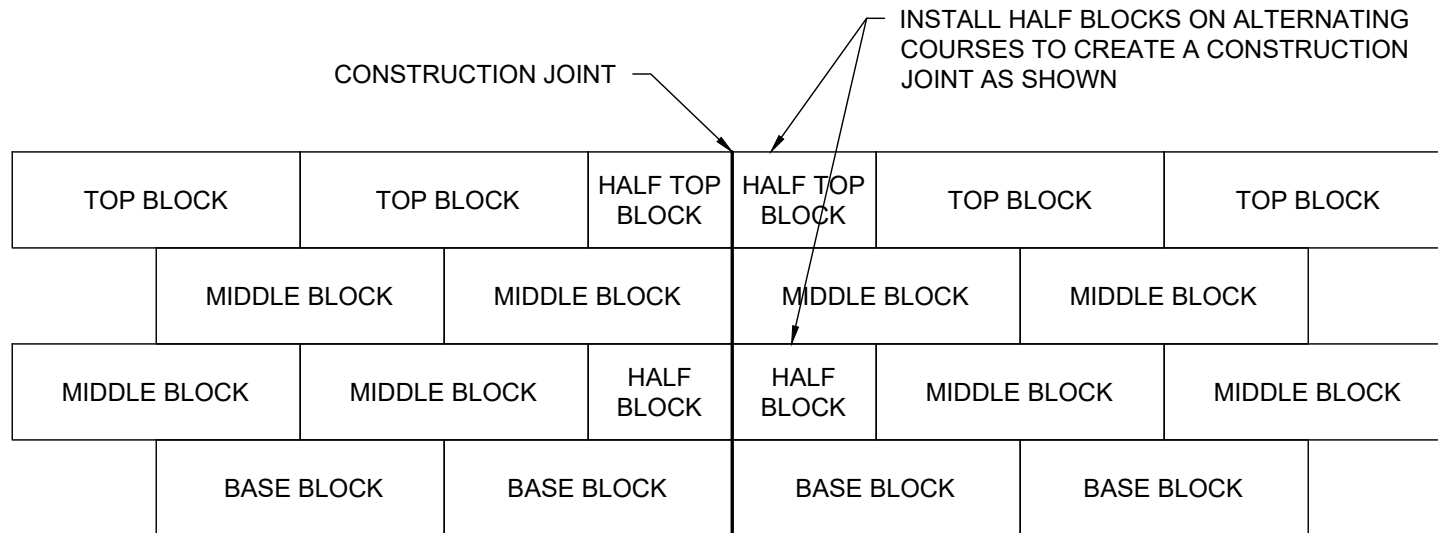 INSTALL HALF BLOCKS ON ALTERNATING
COURSES TO CREATE A CONSTRUCTION
JOINT AS SHOWN
CONSTRUCTION JOINT
TOP BLOCK
TOP BLOCK
HALF TOP
BLOCK
HALF TOP
BLOCK
TOP BLOCK
TOP BLOCK
MIDDLE BLOCK
MIDDLE BLOCK
MIDDLE BLOCK
MIDDLE BLOCK
MIDDLE BLOCK
MIDDLE BLOCK
HALF
BLOCK
HALF
BLOCK
MIDDLE BLOCK
MIDDLE BLOCK
BASE BLOCK
BASE BLOCK
BASE BLOCK
BASE BLOCK